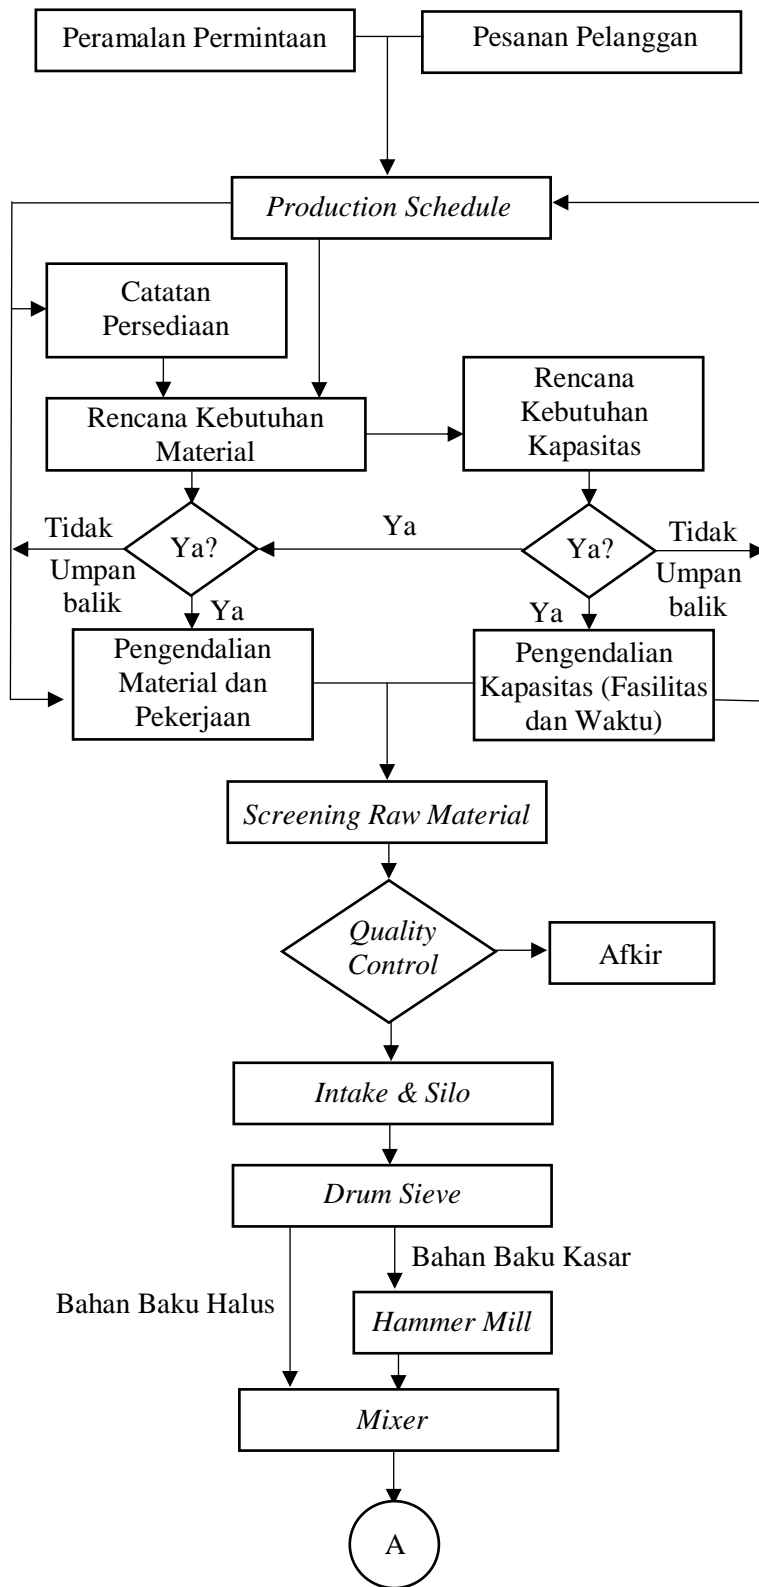 Peramalan Permintaan
Pesanan Pelanggan
Production Schedule
Catatan
Persediaan
Rencana Kebutuhan
Material
Rencana
Kebutuhan
Kapasitas
Tidak
Umpan
balik
Ya?
Ya
Ya?
Tidak
Umpan
balik
Ya
Ya
Pengendalian
Material dan
Pekerjaan
Pengendalian
Kapasitas (Fasilitas
dan Waktu)
Screening Raw Material
Quality
Control
Afkir
Intake & Silo
Drum Sieve
Bahan Baku Kasar
Bahan Baku Halus
Hammer Mill
Mixer
A